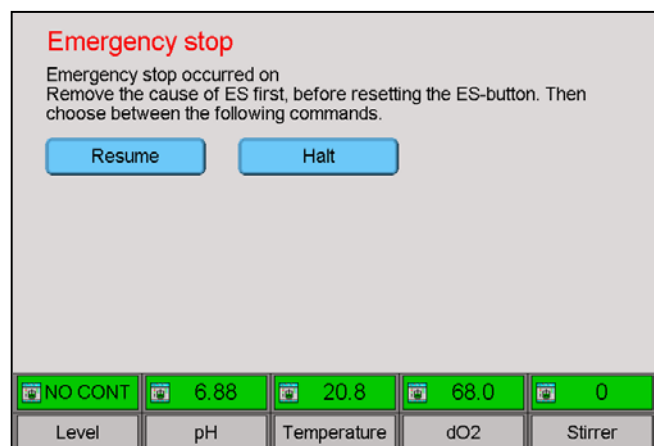 Emergency stop
Emergency stop occurred on
Remove the cause of ES first, before resetting the ES-button. Then
choose between the following commands.
Resume Halt
NO CONT 6.88 20.8 68.0 0
Level pH Temperature dO2 Stirrer